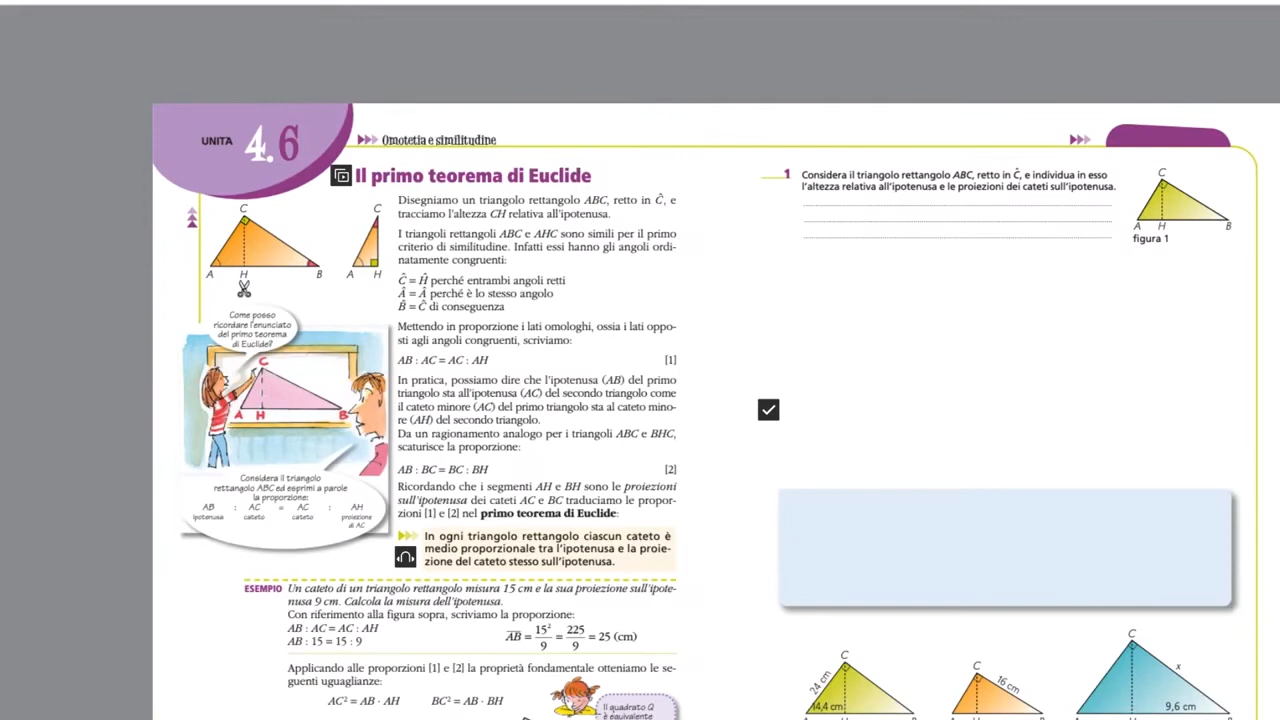 UNITA 4.6
Omotetia e similitudine
Il primo teorema di Euclide
Disegniamo un triangolo rettangolo ABC, retto in Ĉ, e
tracciamo l'altezza CH relativa all'ipotenusa.
I triangoli rettangoli ABC e AHC sono simili per il primo
criterio di similitudine. Infatti essi hanno gli angoli ordi-
natamente congruenti:
Ĉ = Ĥ perché entrambi angoli retti
Â = Â perché è lo stesso angolo
B̂ = Ĉ di conseguenza
Mettendo in proporzione i lati omologhi, ossia i lati oppo-
sti agli angoli congruenti, scriviamo:
AB : AC = AC : AH [1]
In pratica, possiamo dire che l'ipotenusa (AB) del primo
triangolo sta all'ipotenusa (AC) del secondo triangolo come
il cateto minore (AC) del primo triangolo sta al cateto mino-
re (AH) del secondo triangolo.
Da un ragionamento analogo per i triangoli ABC e BHC,
scaturisce la proporzione:
AB : BC = BC : BH [2]
Ricordando che i segmenti AH e BH sono le proiezioni
sull'ipotenusa dei cateti AC e BC traduciamo le propor-
zioni [1] e [2] nel primo teorema di Euclide:
In ogni triangolo rettangolo ciascun cateto è
medio proporzionale tra l'ipotenusa e la proie-
zione del cateto stesso sull'ipotenusa.
C
A H B
C
A H
Come posso
ricordare l'enunciato
del primo teorema
di Euclide?
C
A H B
Considera il triangolo
rettangolo ABC ed esprimi a parole
la proporzione:
AB : AC = AC : AH
ipotenusa cateto cateto proiezione
di AC
ESEMPIO Un cateto di un triangolo rettangolo misura 15 cm e la sua proiezione sull'ipote-
nusa 9 cm. Calcola la misura dell'ipotenusa.
Con riferimento alla figura sopra, scriviamo la proporzione:
AB : AC = AC : AH
AB : 15 = 15 : 9
AB = 15²/9 = 225/9 = 25 (cm)
Applicando alle proporzioni [1] e [2] la proprietà fondamentale otteniamo le se-
guenti uguaglianze:
AC² = AB · AH BC² = AB · BH
Il quadrato Q
è equivalente
1 Considera il triangolo rettangolo ABC, retto in Ĉ, e individua in esso
l'altezza relativa all'ipotenusa e le proiezioni dei cateti sull'ipotenusa.
C
A H B
figura 1
C
24 cm
14,4 cm
C
16 cm
C
x
9,6 cm